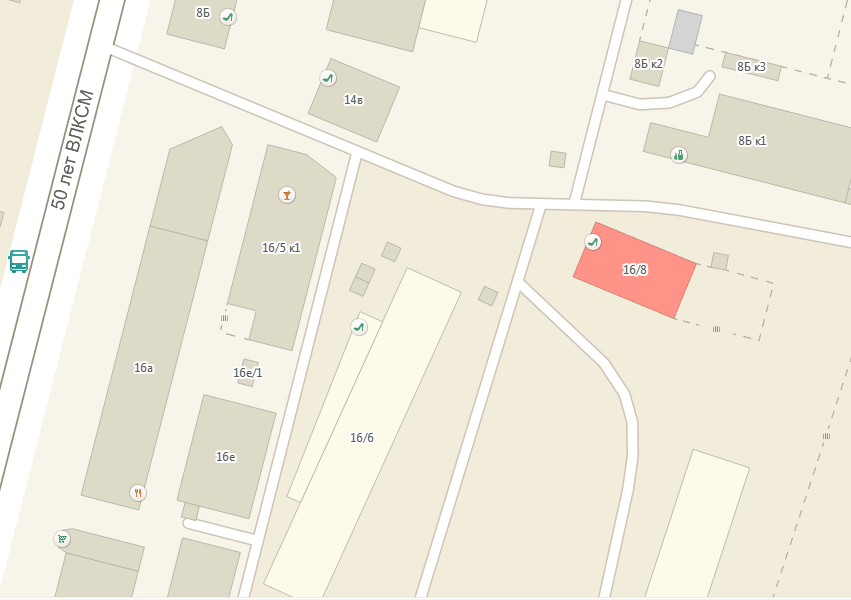 8Б
8Б к2
8Б к3
14в
50 лет ВЛКСМ
8Б к1
16/5 к1
16/8
16а
16е/1
16/6
16е